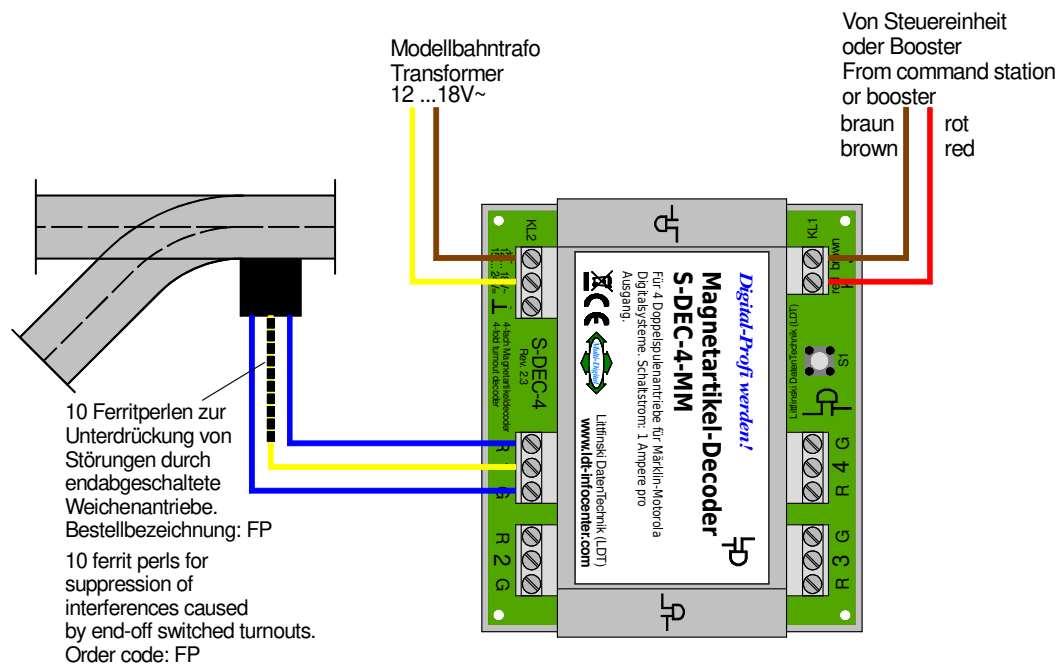 Modellbahntrafo
Transformer
12 ...18V~
Von Steuereinheit
oder Booster
From command station
or booster
braun rot
brown red
10 Ferritperlen zur
Unterdrückung von
Störungen durch
endabgeschaltete
Weichenantriebe.
Bestellbezeichnung: FP
10 ferrit perls for
suppression of
interferences caused
by end-off switched turnouts.
Order code: FP
KL2
4-fach Magnetartikeldecoder
4-fold turnout decoder
S-DEC-4
Rev. 2.3
R
G
R 2 G
Digital-Profi werden!
Magnetartikel-Decoder
S-DEC-4-MM
Für 4 Doppelspulenantriebe für Märklin-Motorola
Digitalsysteme. Schaltstrom: 1 Ampere pro
Ausgang.
CE
Multi-Digital
Littfinski DatenTechnik (LDT)
www.ldt-infocenter.com
KL1
red brown
S1
Littfinski DatenTechnik (LDT)
R 4 G
R 3 G